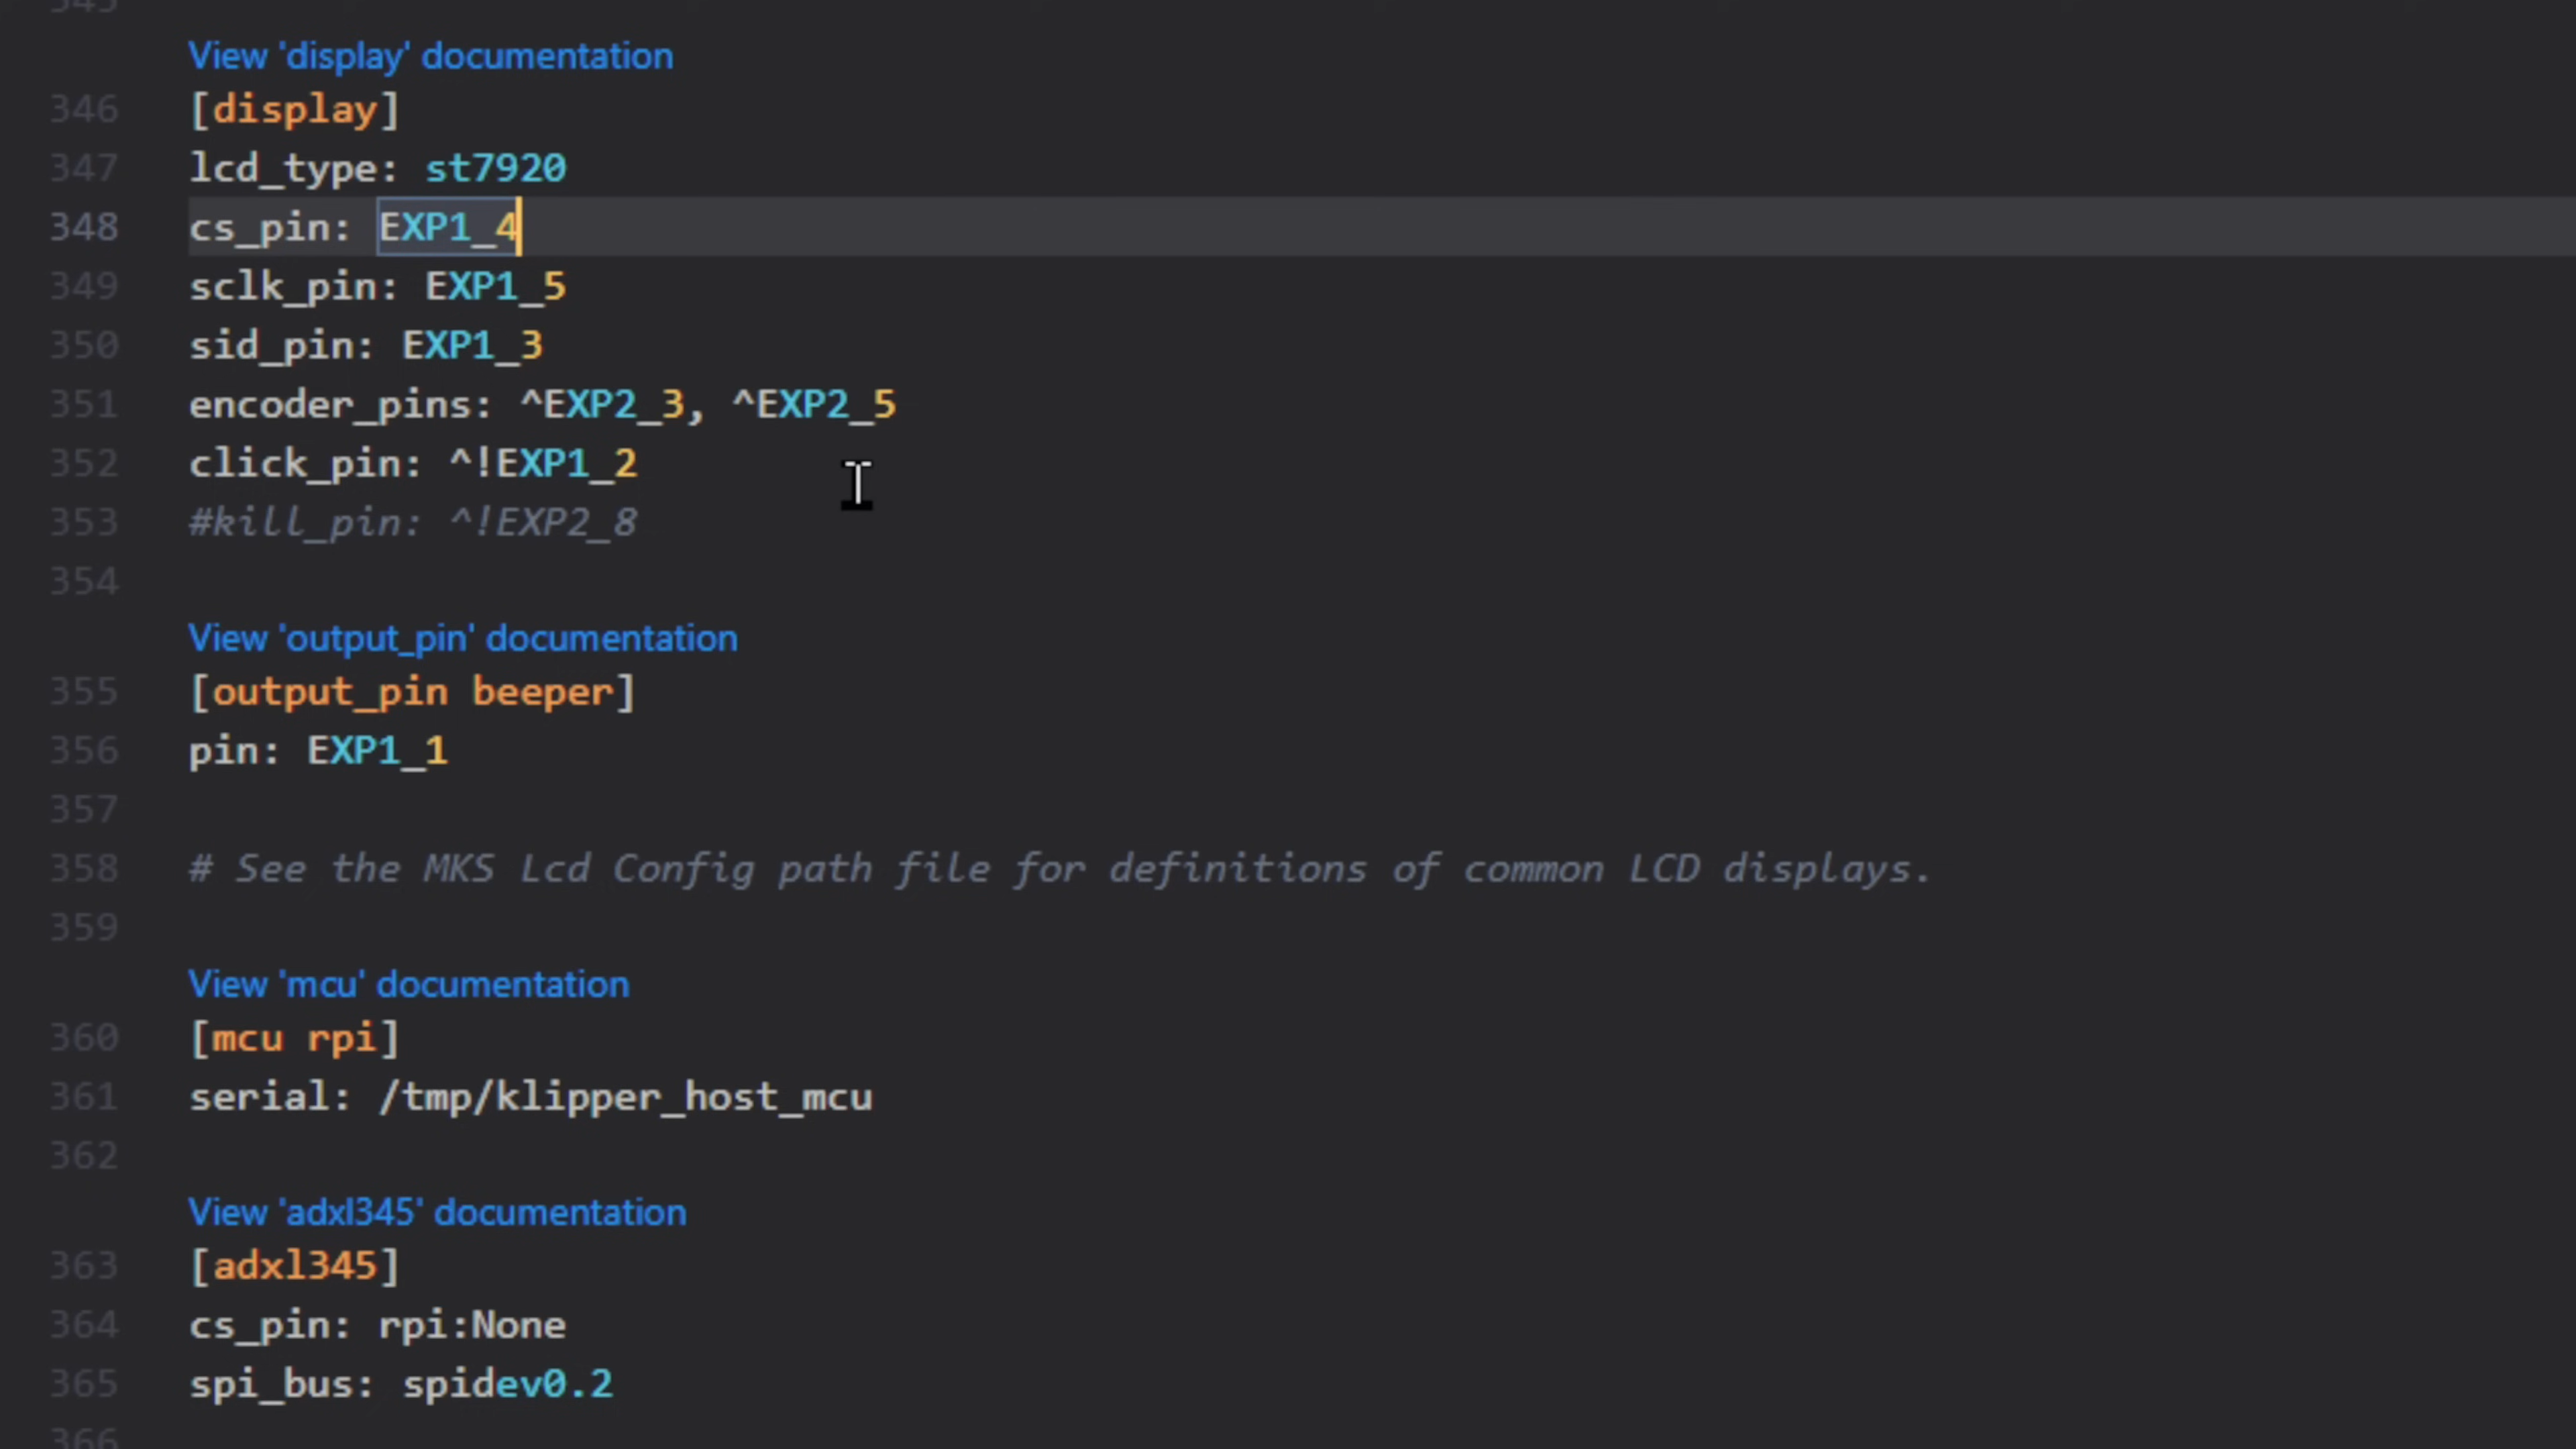 345
View 'display' documentation
346 [display]
347 lcd_type: st7920
348 cs_pin: EXP1_4
349 sclk_pin: EXP1_5
350 sid_pin: EXP1_3
351 encoder_pins: ^EXP2_3, ^EXP2_5
352 click_pin: ^!EXP1_2
353 #kill_pin: ^!EXP2_8
354
View 'output_pin' documentation
355 [output_pin beeper]
356 pin: EXP1_1
357
358 # See the MKS Lcd Config path file for definitions of common LCD displays.
359
View 'mcu' documentation
360 [mcu rpi]
361 serial: /tmp/klipper_host_mcu
362
View 'adxl345' documentation
363 [adxl345]
364 cs_pin: rpi:None
365 spi_bus: spidev0.2
366